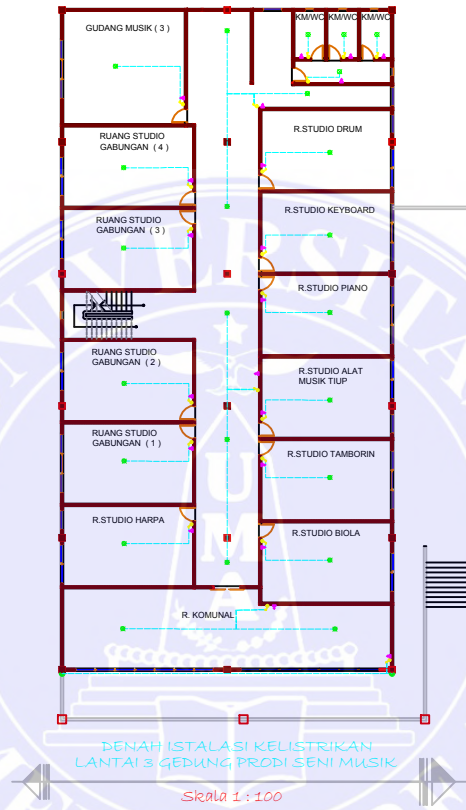 KM/WC KM/WC KM/WC
GUDANG MUSIK ( 3 )
R.STUDIO DRUM
RUANG STUDIO
GABUNGAN ( 4 )
R.STUDIO KEYBOARD
RUANG STUDIO
GABUNGAN ( 3 )
R.STUDIO PIANO
RUANG STUDIO
GABUNGAN ( 2 )
R.STUDIO ALAT
MUSIK TIUP
RUANG STUDIO
GABUNGAN ( 1 )
R.STUDIO TAMBORIN
R.STUDIO HARPA
R.STUDIO BIOLA
R. KOMUNAL
DENAH ISTALASI KELISTRIKAN
LANTAI 3 GEDUNG PRODI SENI MUSIK
Skala 1 : 100
UNIVERSITA
UMA